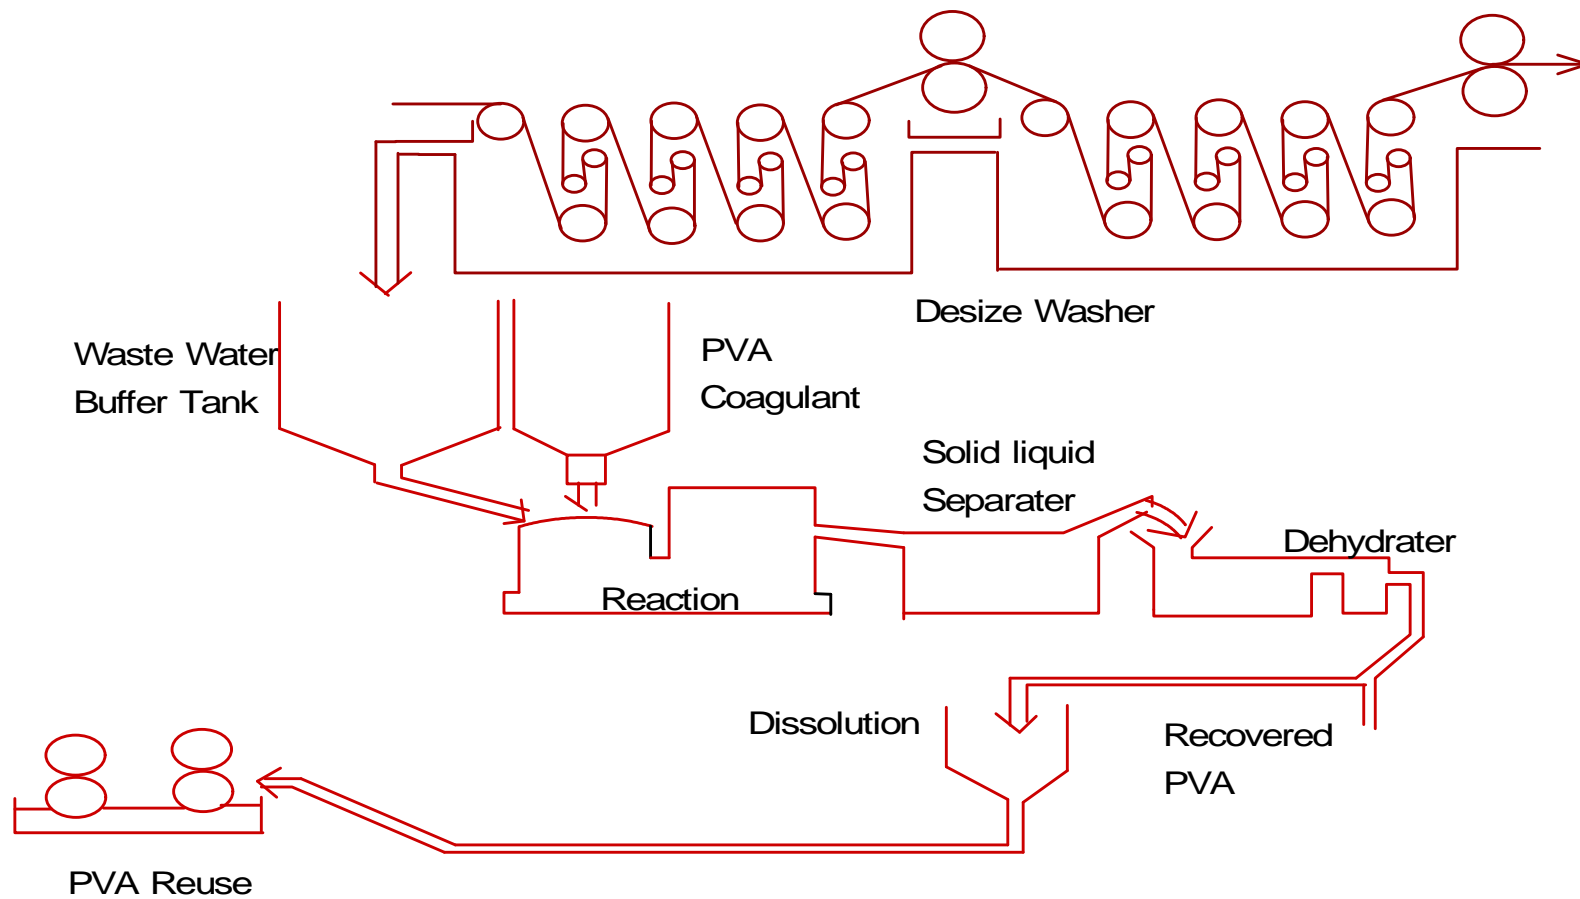 Desize Washer
Waste Water
Buffer Tank
PVA
Coagulant
Solid liquid
Separater
Dehydrater
Reaction
Dissolution
Recovered
PVA
PVA Reuse